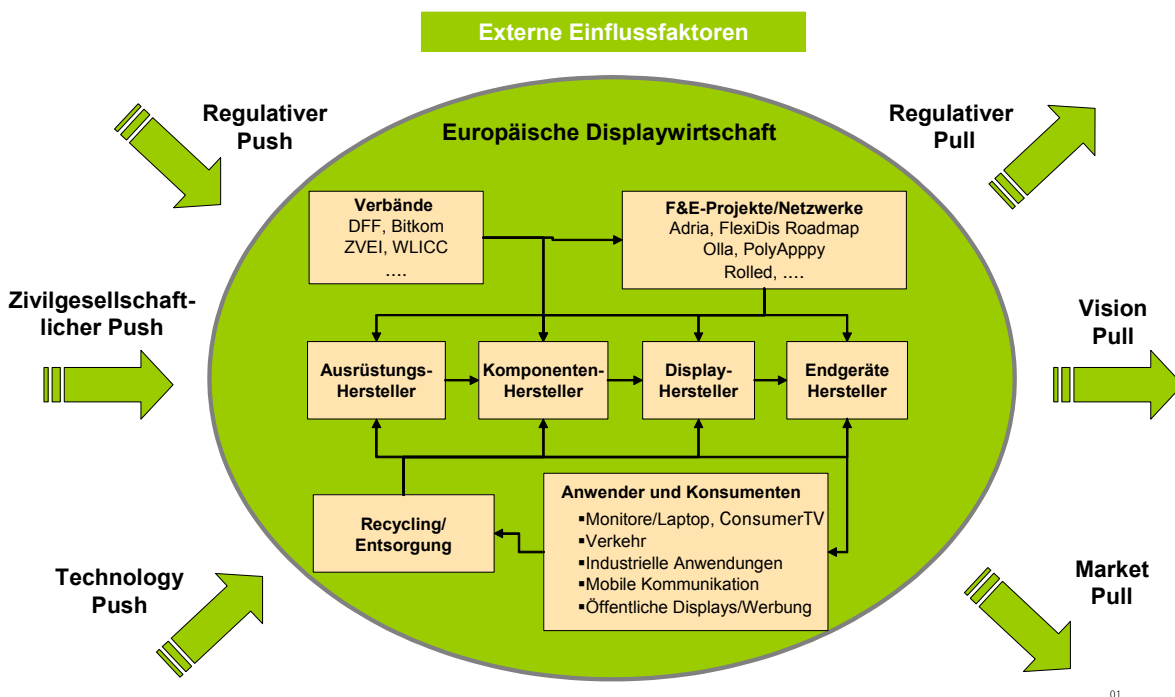 Externe Einflussfaktoren
Regulativer
Push
Europäische Displaywirtschaft
Regulativer
Pull
Verbände
DFF, Bitkom
ZVEI, WLICC
....
F&E-Projekte/Netzwerke
Adria, FlexiDis Roadmap
Olla, PolyApppy
Rolled, ....
Zivilgesellschaft-
licher Push
Vision
Pull
Ausrüstungs-
Hersteller
Komponenten-
Hersteller
Display-
Hersteller
Endgeräte
Hersteller
Recycling/
Entsorgung
Anwender und Konsumenten
▪Monitore/Laptop, ConsumerTV
▪Verkehr
▪Industrielle Anwendungen
▪Mobile Kommunikation
▪Öffentliche Displays/Werbung
Technology
Push
Market
Pull
01